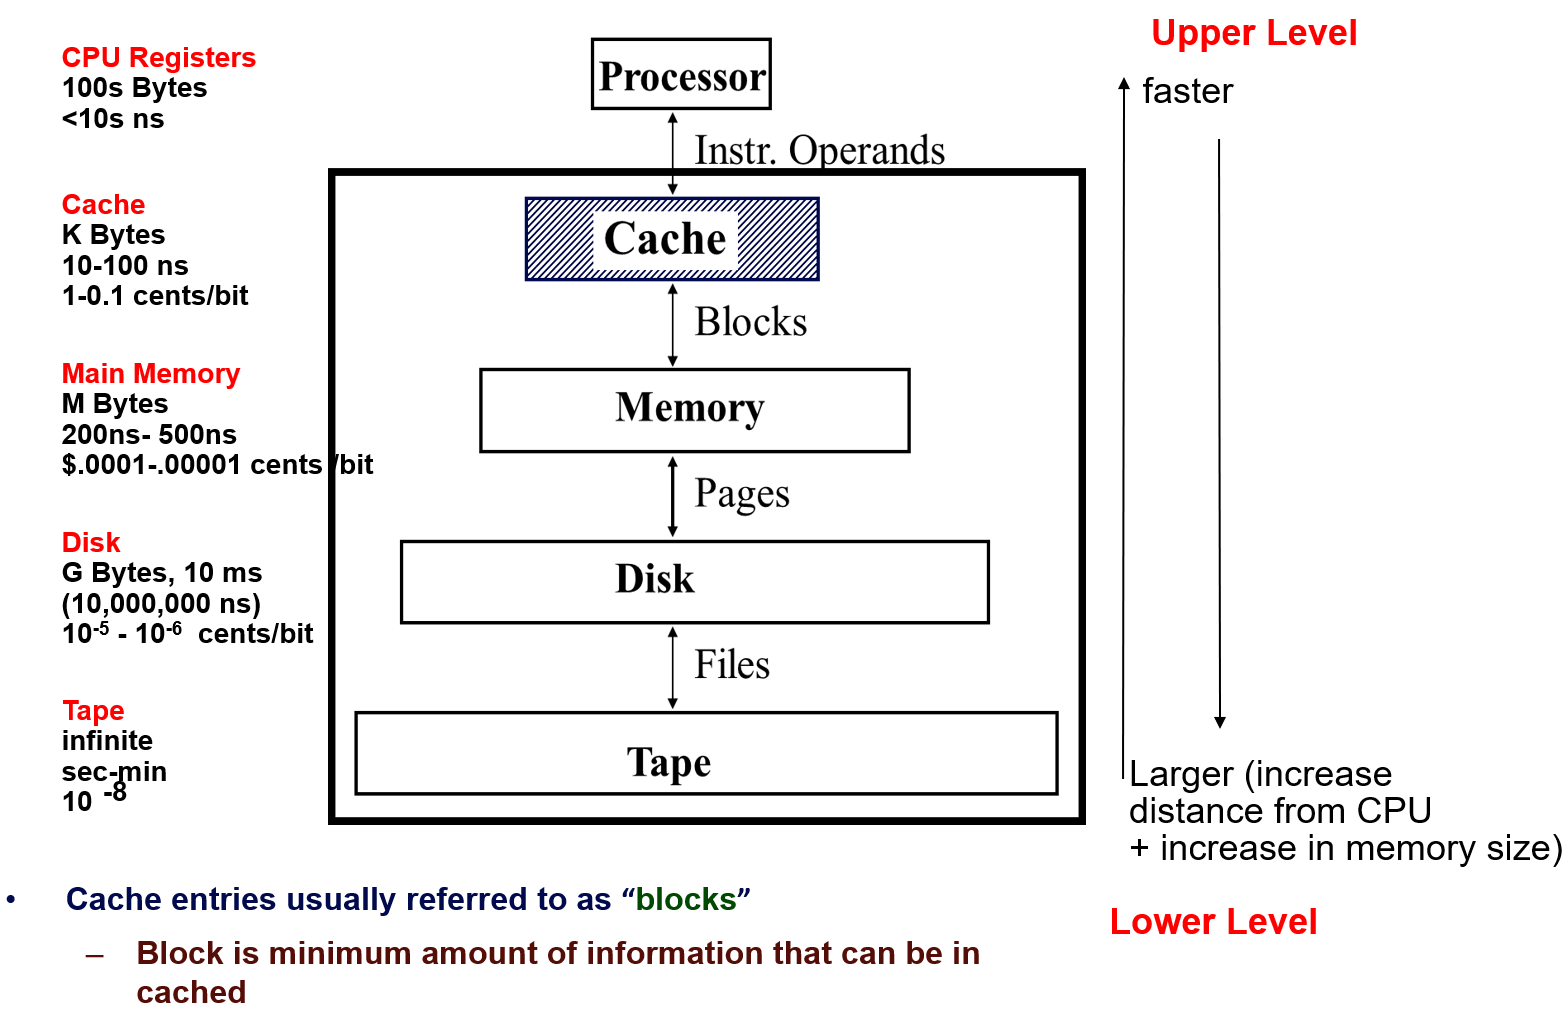 Upper Level
faster
CPU Registers
100s Bytes
<10s ns
Processor
Instr. Operands
Cache
K Bytes
10-100 ns
1-0.1 cents/bit
Cache
Blocks
Main Memory
M Bytes
200ns- 500ns
$.0001-.00001 cents /bit
Memory
Pages
Disk
G Bytes, 10 ms
(10,000,000 ns)
10-5 - 10-6 cents/bit
Disk
Files
Tape
infinite
sec-min
10 -8
Tape
Larger (increase
distance from CPU
+ increase in memory size)
Lower Level
• Cache entries usually referred to as “blocks”
– Block is minimum amount of information that can be in
cached